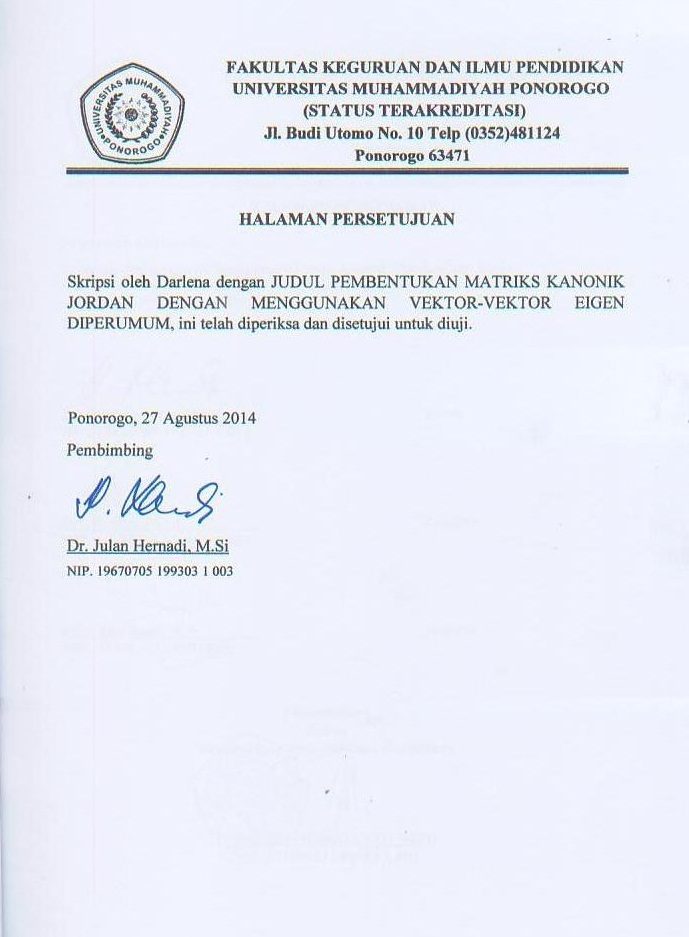 UNIVERSITAS MUHAMMADIYAH
PONOROGO
FAKULTAS KEGURUAN DAN ILMU PENDIDIKAN
UNIVERSITAS MUHAMMADIYAH PONOROGO
(STATUS TERAKREDITASI)
Jl. Budi Utomo No. 10 Telp (0352)481124
Ponorogo 63471
HALAMAN PERSETUJUAN
Skripsi oleh Darlena dengan JUDUL PEMBENTUKAN MATRIKS KANONIK
JORDAN DENGAN MENGGUNAKAN VEKTOR-VEKTOR EIGEN
DIPERUMUM, ini telah diperiksa dan disetujui untuk diuji.
Ponorogo, 27 Agustus 2014
Pembimbing
Dr. Julan Hernadi, M.Si
NIP. 19670705 199303 1 003